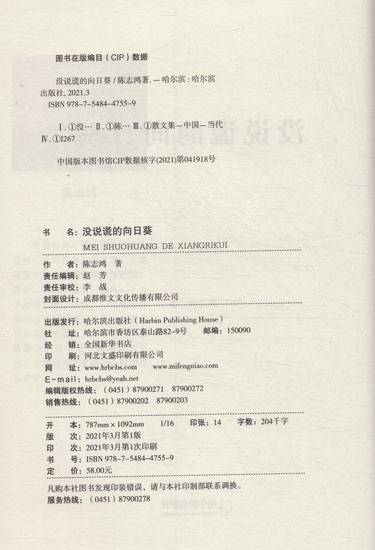 图书在版编目（CIP）数据
没说谎的向日葵/陈志鸿著.－哈尔滨：哈尔滨
出版社，2021.3
ISBN 978-7-5484-4755-9
Ⅰ.①没… Ⅱ.①陈… Ⅲ.①散文集－中国－当代
Ⅳ.①I267
中国版本图书馆CIP数据核字(2021)第041918号
书　　名：没说谎的向日葵
MEI SHUOHUANG DE XIANGRIKUI
作　　者：陈志鸿 著
责任编辑：赵 芳
责任审校：李 战
封面设计：成都惟文文化传播有限公司
出版发行：哈尔滨出版社（Harbin Publishing House）
社　　址：哈尔滨市香坊区泰山路82-9号　　邮编：150090
经　　销：全国新华书店
印　　刷：河北文盛印刷有限公司
网　　址：www.hrbcbs.com　　www.mifengniao.com
E-mail：hrbcbs@yeah.net
编辑版权热线：（0451）87900271　87900272
销售热线：（0451）87900202　87900203
开　　本：787mm×1092mm　1/16　印张：14　字数：204千字
版　　次：2021年3月第1版
印　　次：2021年3月第1次印刷
书　　号：ISBN 978-7-5484-4755-9
定　　价：58.00元
凡购本社图书发现印装错误，请与本社印制部联系调换。
服务热线：（0451）87900278